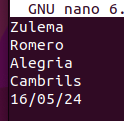 GNU nano 6.
Zulema
Romero
Alegria
Cambrils
16/05/24